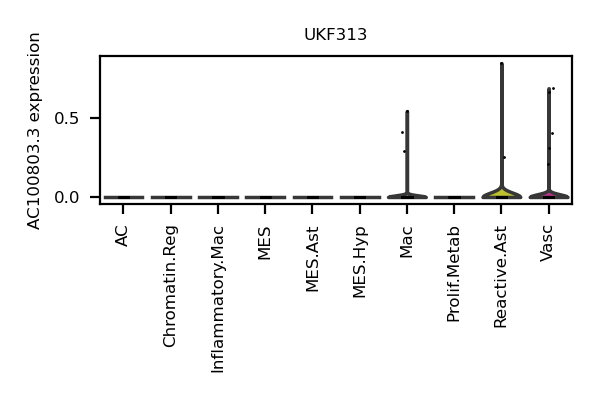 UKF313
AC100803.3 expression
0.5
0.0
AC
Chromatin.Reg
Inflammatory.Mac
MES
MES.Ast
MES.Hyp
Mac
Prolif.Metab
Reactive.Ast
Vasc